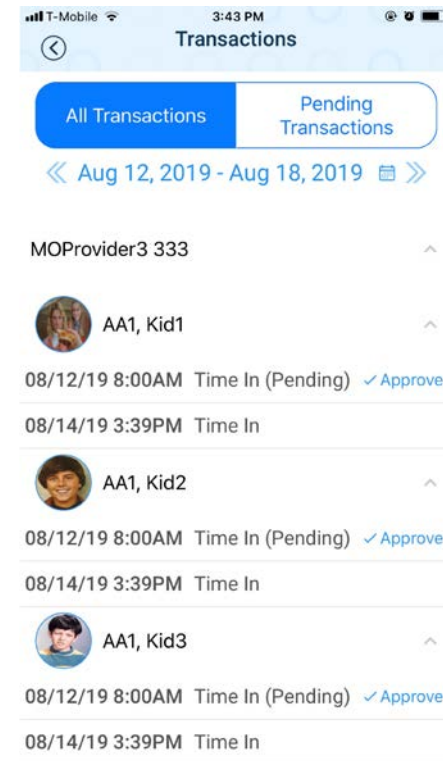 T-Mobile 3:43 PM
Transactions
All Transactions
Pending
Transactions
Aug 12, 2019 - Aug 18, 2019
MOProvider3 333
AA1, Kid1
08/12/19 8:00AM Time In (Pending) ✓ Approve
08/14/19 3:39PM Time In
AA1, Kid2
08/12/19 8:00AM Time In (Pending) ✓ Approve
08/14/19 3:39PM Time In
AA1, Kid3
08/12/19 8:00AM Time In (Pending) ✓ Approve
08/14/19 3:39PM Time In